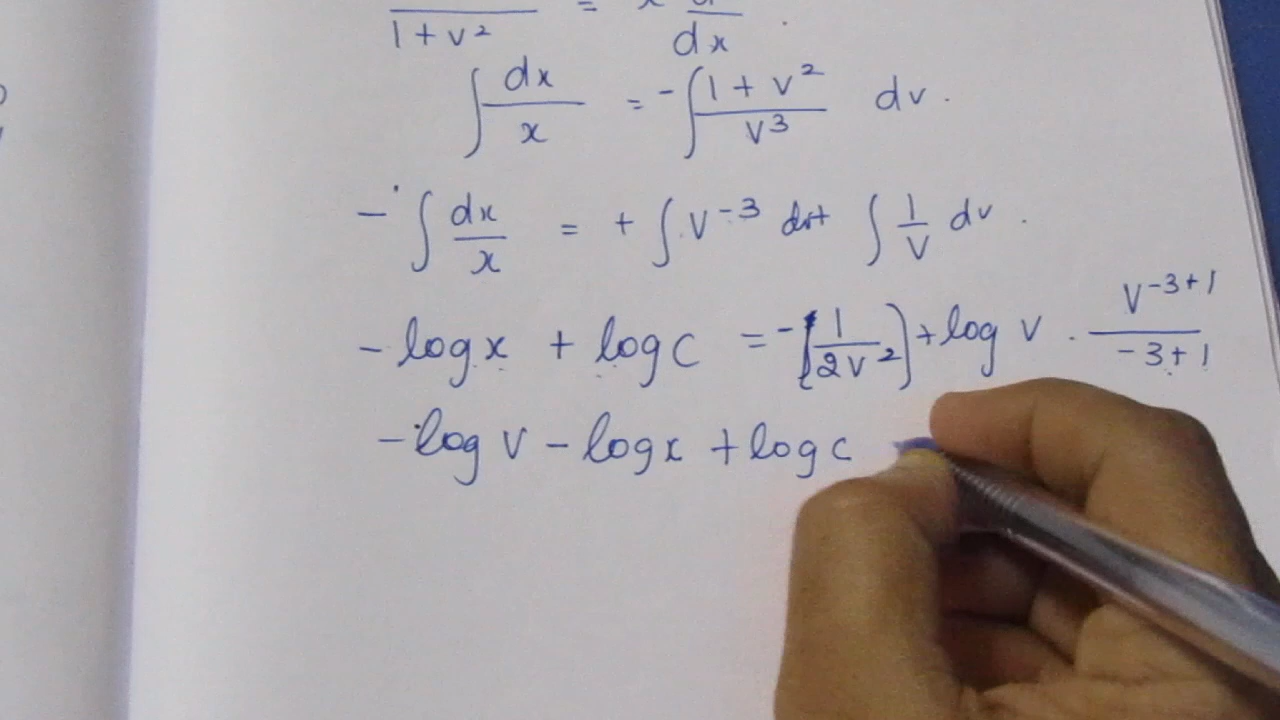 1 + v² = x d/dx
∫ dx/x = - ∫ 1 + v²/v³ dv.
- ∫ dx/x = + ∫ v⁻³ dv + ∫ 1/v dv.
- log x + log c = - [1/2v²] + log v . v⁻³⁺¹/-3+1
- log v - log x + log c